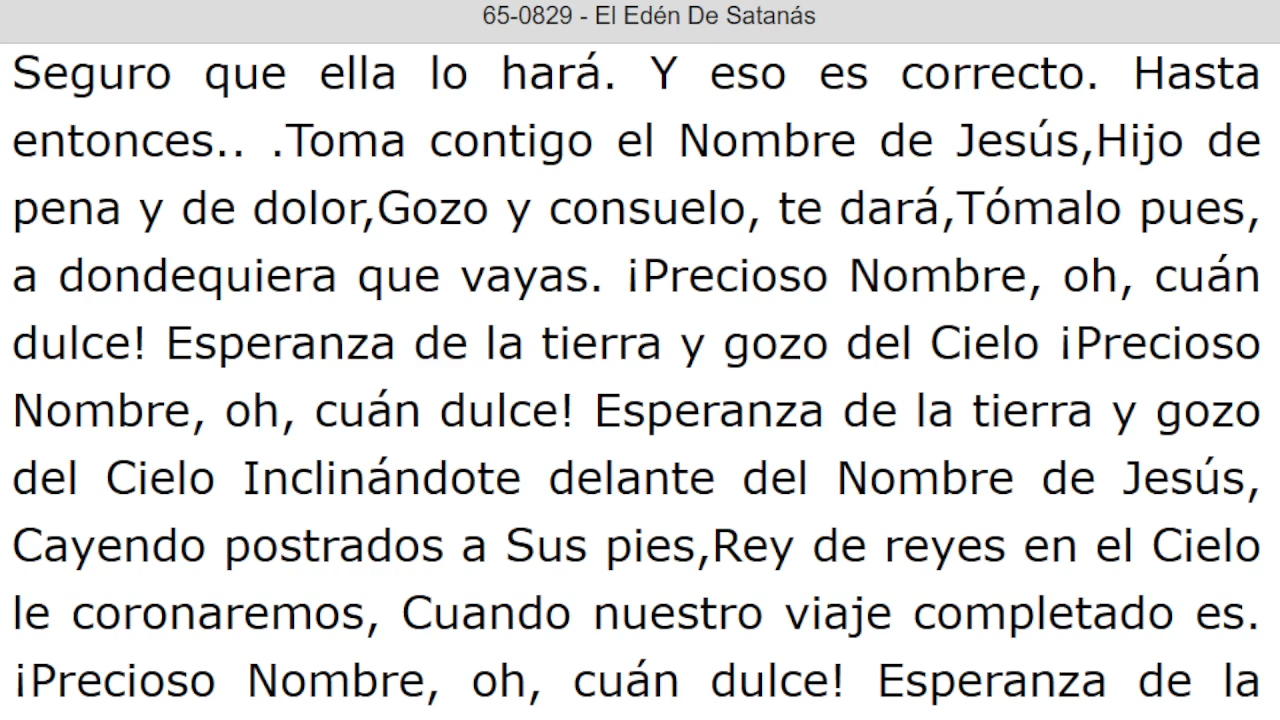 65-0829 - El Edén De Satanás
Seguro que ella lo hará. Y eso es correcto. Hasta
entonces.. .Toma contigo el Nombre de Jesús,Hijo de
pena y de dolor,Gozo y consuelo, te dará,Tómalo pues,
a dondequiera que vayas. ¡Precioso Nombre, oh, cuán
dulce! Esperanza de la tierra y gozo del Cielo ¡Precioso
Nombre, oh, cuán dulce! Esperanza de la tierra y gozo
del Cielo Inclinándote delante del Nombre de Jesús,
Cayendo postrados a Sus pies,Rey de reyes en el Cielo
le coronaremos, Cuando nuestro viaje completado es.
¡Precioso Nombre, oh, cuán dulce! Esperanza de la